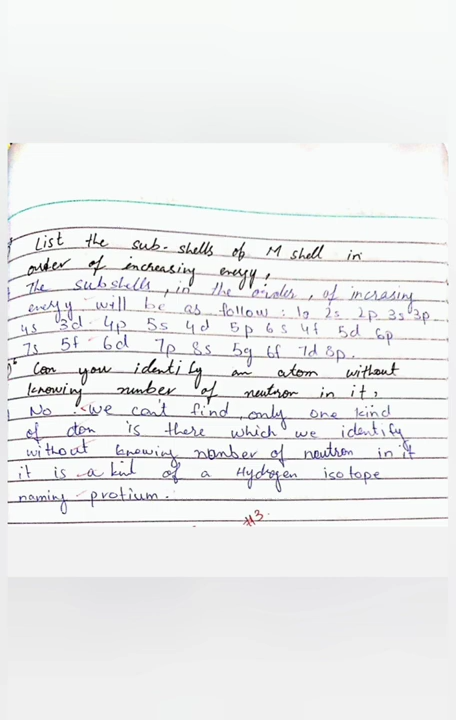 List the sub-shells of M shell in
order of increasing energy,
The subshells, in the order, of incrasing
energy will be as follow: 1s 2s 2p 3s 3p
4s 3d 4p 5s 4d 5p 6s 4f 5d 6p
7s 5f 6d 7p 8s 5g 6f 7d 8p.
Can you identify an atom without
knowing number of neutron in it,
No we can't find, only one kind
of atom is there which we identify
without knowing number of neutron in it
it is a kind of a Hydrogen isotope
naming protium.
#3